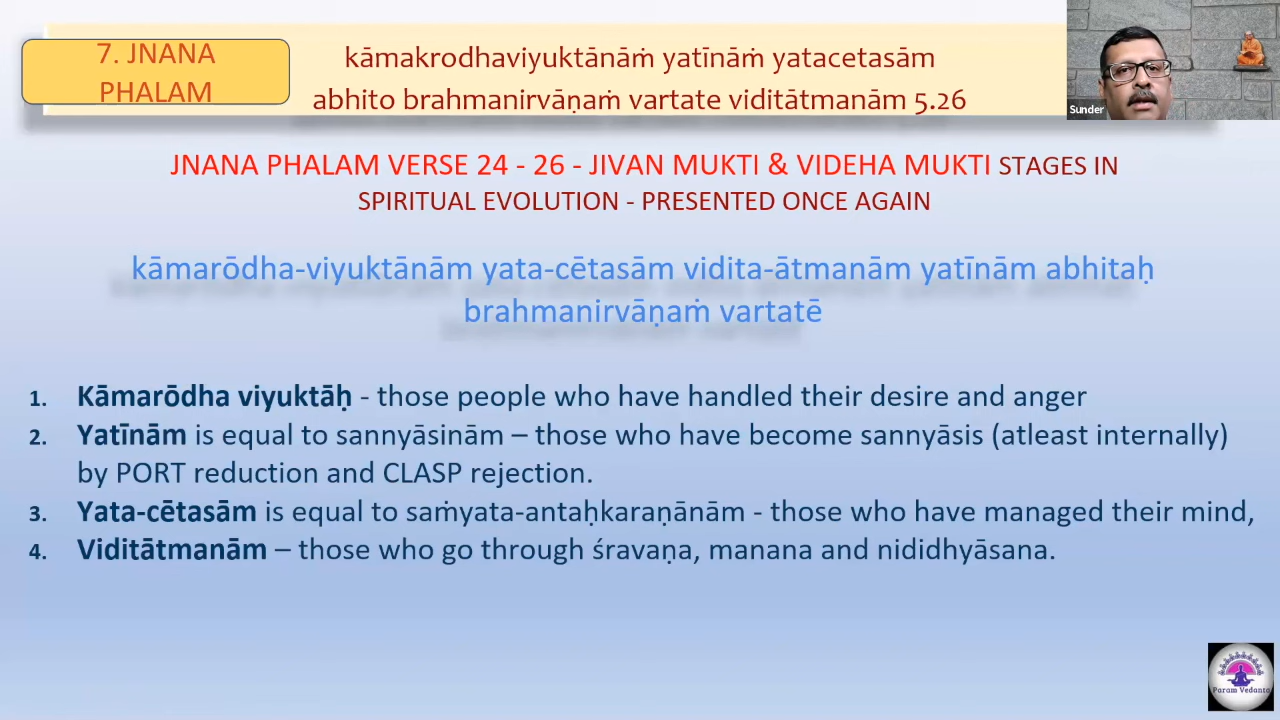 7. JNANA
PHALAM
kāmakrodhaviyuktānāṁ yatīnāṁ yatacetasām
abhito brahmanirvāṇaṁ vartate viditātmanām 5.26
Sunder
JNANA PHALAM VERSE 24 - 26 - JIVAN MUKTI & VIDEHA MUKTI STAGES IN
SPIRITUAL EVOLUTION - PRESENTED ONCE AGAIN
kāmarōdha-viyuktānām yata-cētasām vidita-ātmanām yatīnām abhitaḥ
brahmanirvāṇaṁ vartatē
1. Kāmarōdha viyuktāḥ - those people who have handled their desire and anger
2. Yatīnām is equal to sannyāsinām – those who have become sannyāsis (atleast internally)
by PORT reduction and CLASP rejection.
3. Yata-cētasām is equal to saṁyata-antaḥkaraṇānām - those who have managed their mind,
4. Viditātmanām – those who go through śravaṇa, manana and nididhyāsana.
Param Vedanta